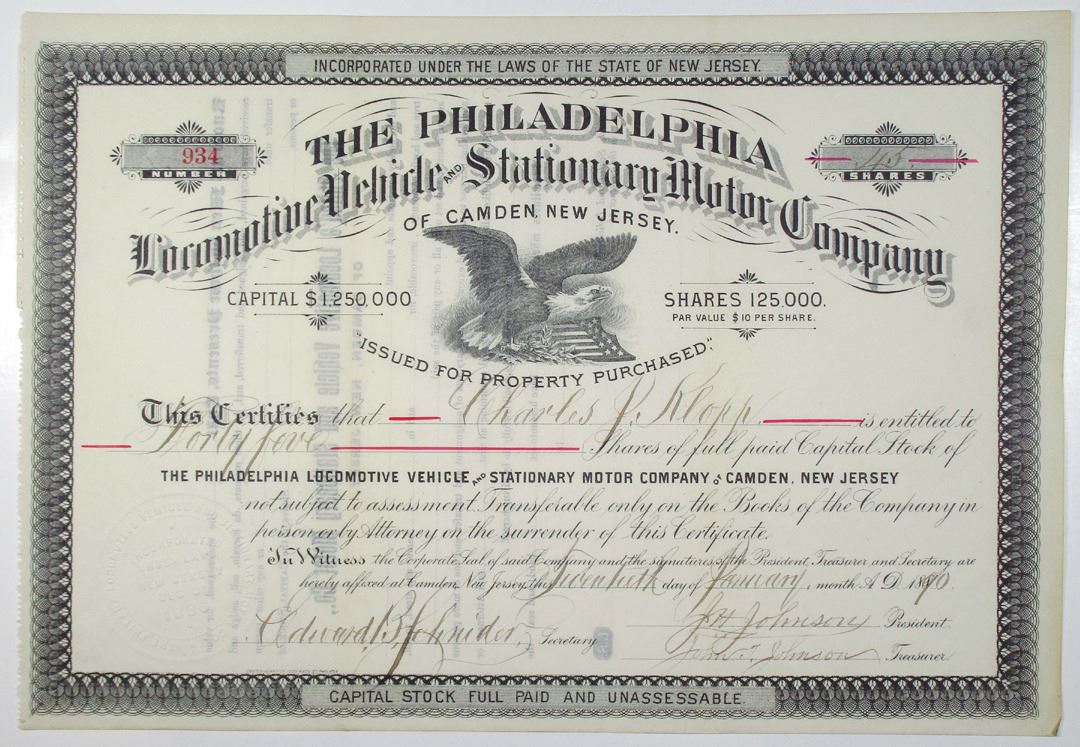 INCORPORATED UNDER THE LAWS OF THE STATE OF NEW JERSEY.
THE PHILADELPHIA
934
NUMBER
45
SHARES
Locomotive Vehicle AND Stationary Motor Company
OF CAMDEN, NEW JERSEY.
CAPITAL $1,250,000
SHARES 125,000.
PAR VALUE $10 PER SHARE.
"ISSUED FOR PROPERTY PURCHASED."
This Certifies that Charles J. Klopp is entitled to
Forty five Shares of full paid Capital Stock of
THE PHILADELPHIA LOCOMOTIVE VEHICLE AND STATIONARY MOTOR COMPANY OF CAMDEN, NEW JERSEY
not subject to assessment. Transferable only on the Books of the Company in
person or by Attorney on the surrender of this Certificate.
In Witness the Corporate Seal of said Company and the signatures of the President, Treasurer and Secretary are
hereby affixed at Camden, New Jersey, this Twentieth day of January, month A. D. 1890.
Edward B. Schnider, Secretary
J H Johnson President
John T. Johnson Treasurer
CAPITAL STOCK FULL PAID AND UNASSESSABLE.